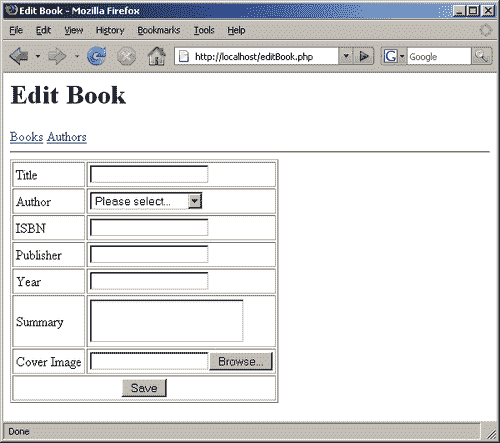 Edit Book - Mozilla Firefox
File Edit View History Bookmarks Tools Help
http://localhost/editBook.php
G Google
Edit Book
Books Authors
Title
Author Please select...
ISBN
Publisher
Year
Summary
Cover Image Browse...
Save
Done